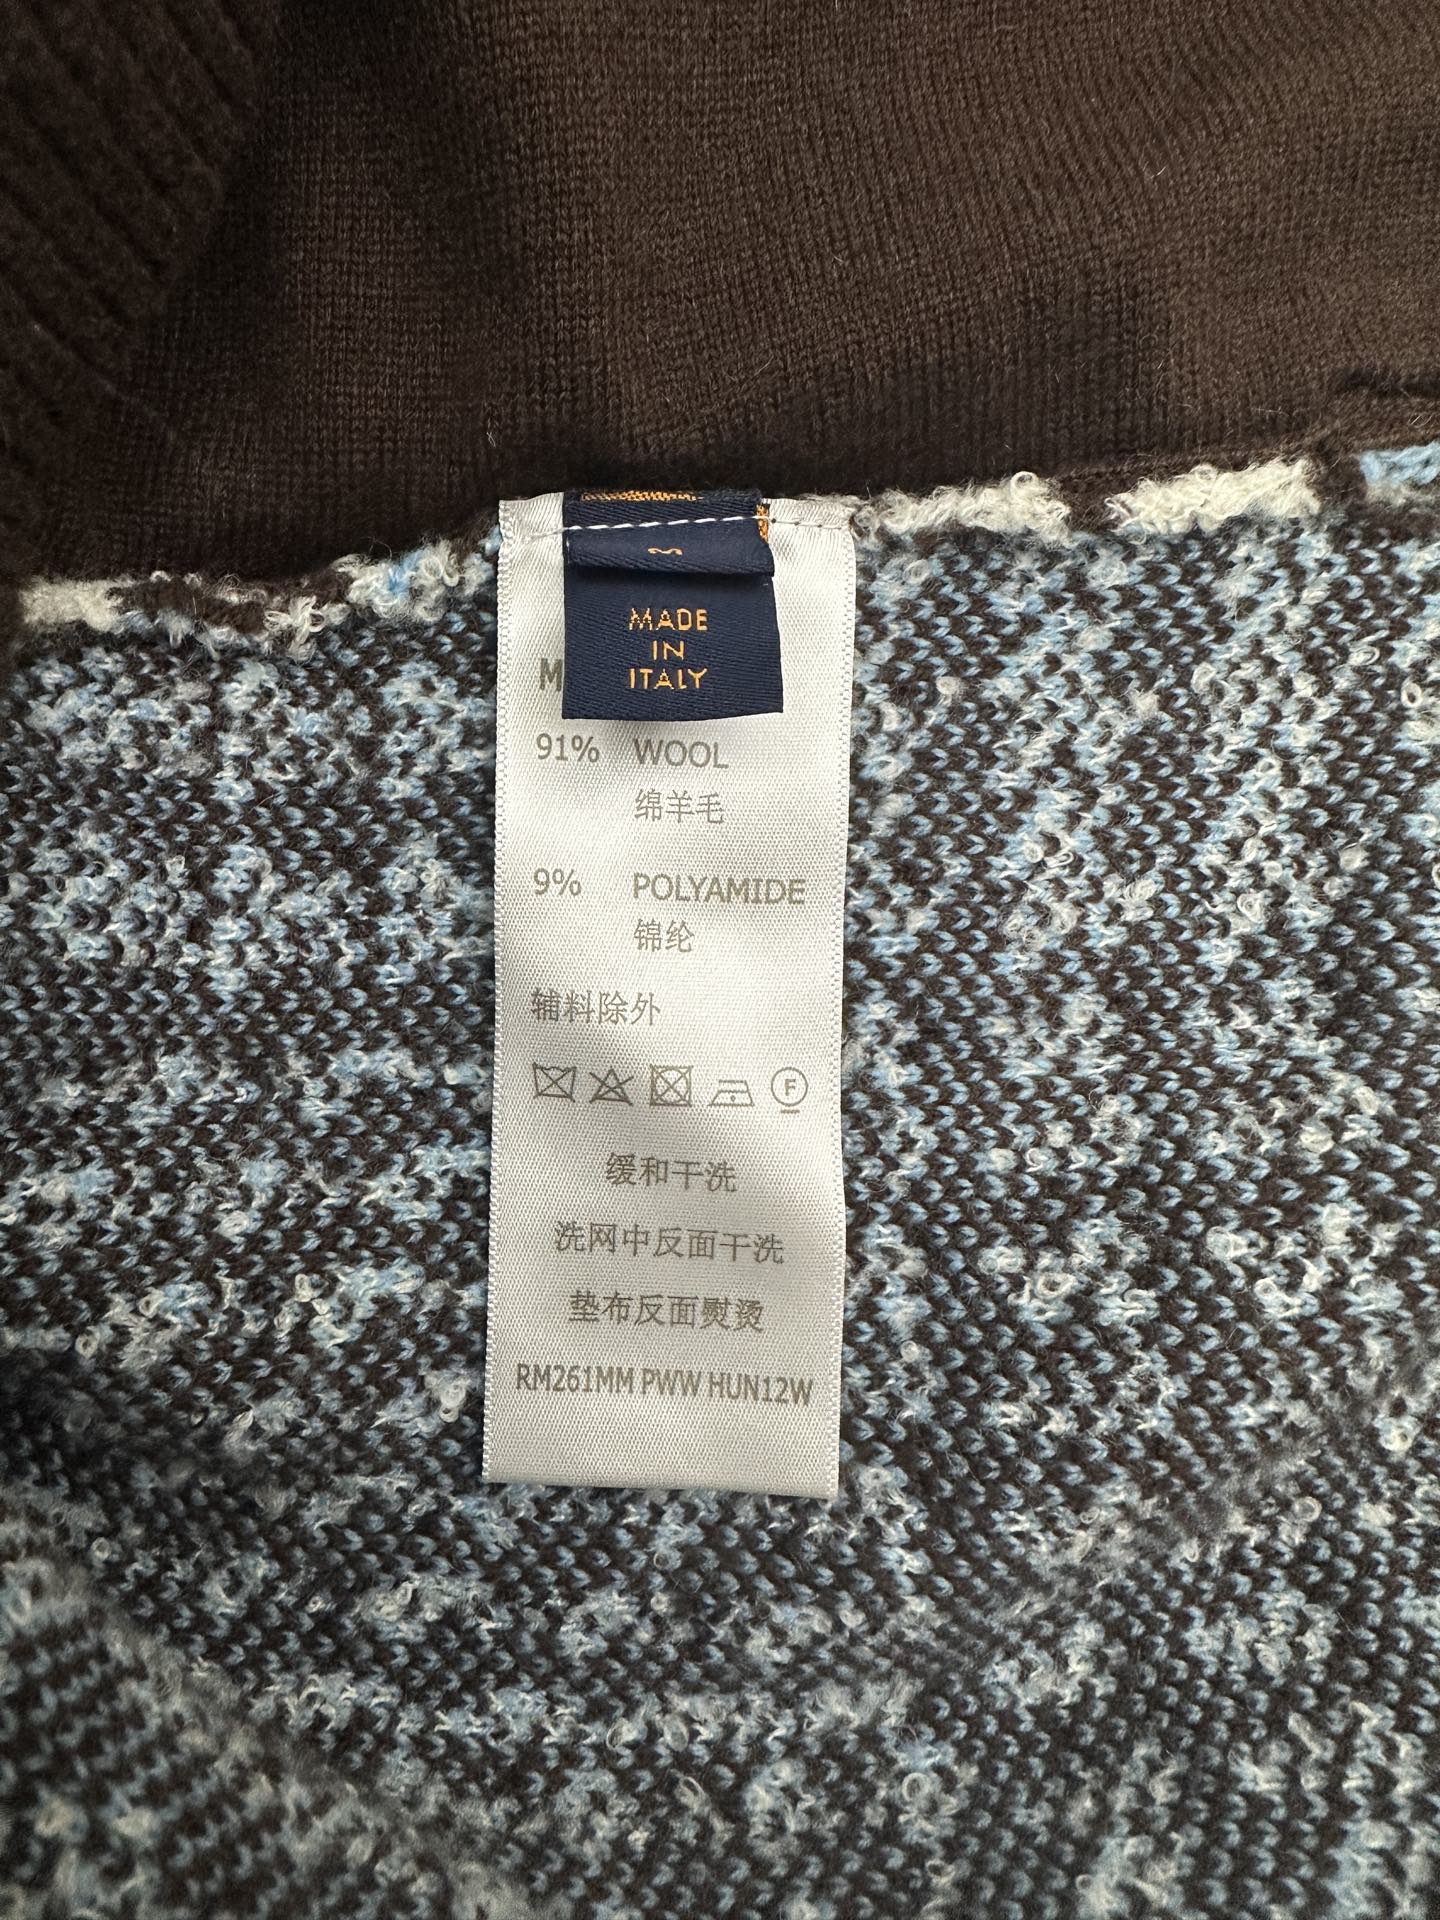 M
MADE
IN
ITALY
M
91% WOOL
绵羊毛
9% POLYAMIDE
锦纶
辅料除外
F
缓和干洗
洗网中反面干洗
垫布反面熨烫
RM261MM PWW HUN12W